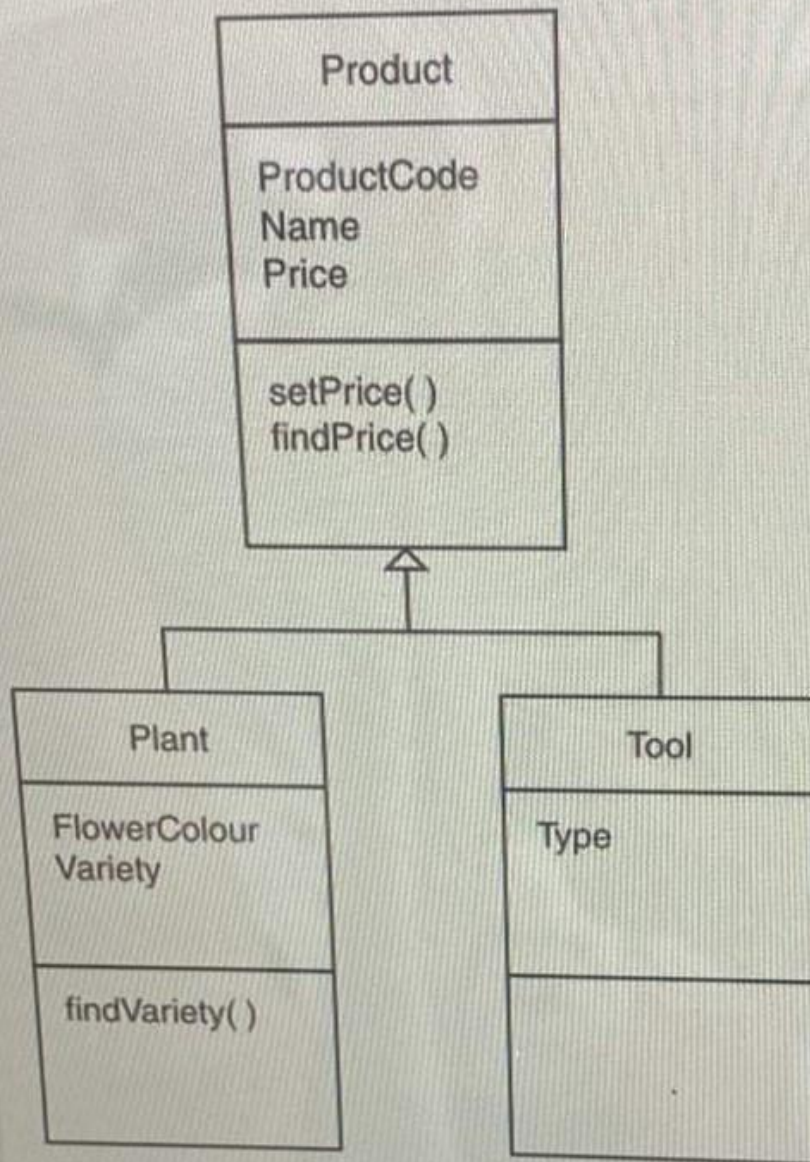 Product
ProductCode
Name
Price
setPrice( )
findPrice( )
Plant
FlowerColour
Variety
findVariety( )
Tool
Type